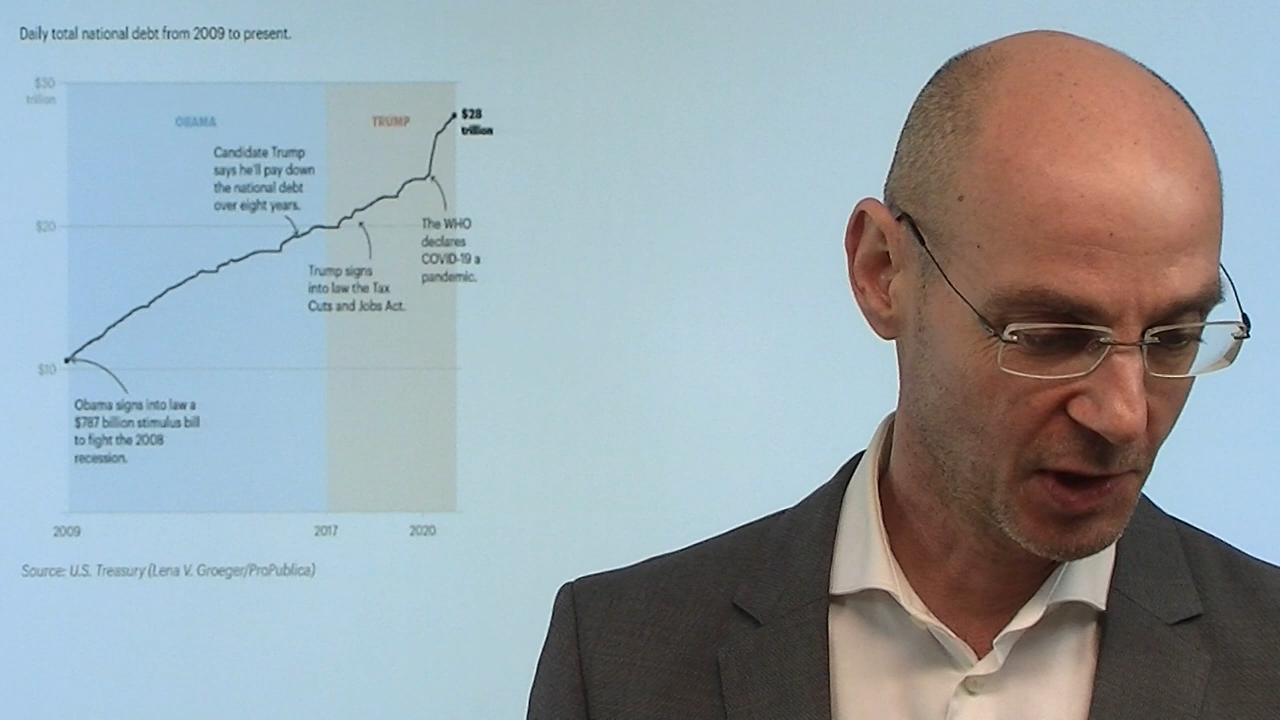 Daily total national debt from 2009 to present.
$30
trillion
OBAMA
TRUMP
$28
trillion
Candidate Trump
says he'll pay down
the national debt
over eight years.
$20
The WHO
declares
COVID-19 a
pandemic.
Trump signs
into law the Tax
Cuts and Jobs Act.
$10
Obama signs into law a
$787 billion stimulus bill
to fight the 2008
recession.
2009
2017
2020
Source: U.S. Treasury (Lena V. Groeger/ProPublica)